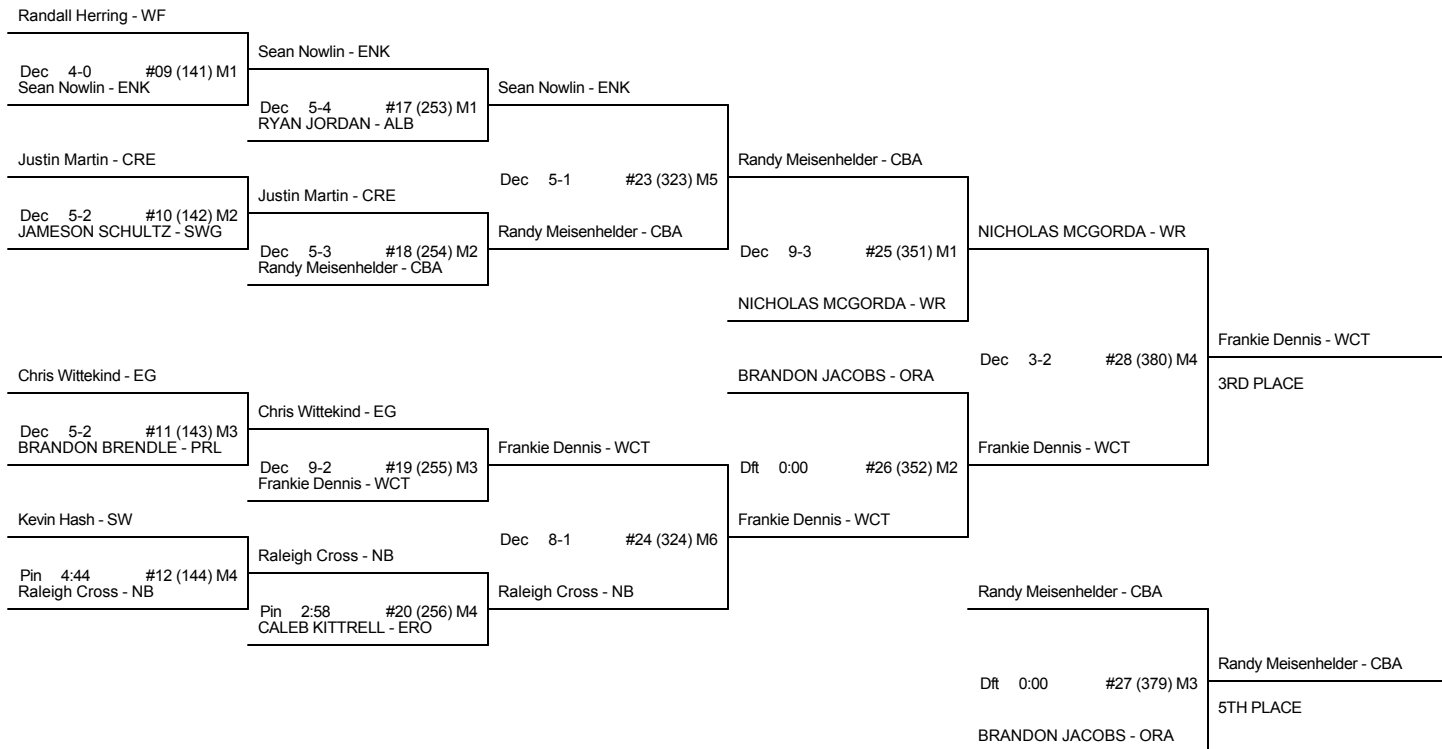 Randall Herring - WF
Dec 4-0 #09 (141) M1
Sean Nowlin - ENK
Justin Martin - CRE
Dec 5-2 #10 (142) M2
JAMESON SCHULTZ - SWG
Chris Wittekind - EG
Dec 5-2 #11 (143) M3
BRANDON BRENDLE - PRL
Kevin Hash - SW
Pin 4:44 #12 (144) M4
Raleigh Cross - NB
Sean Nowlin - ENK
Dec 5-4 #17 (253) M1
RYAN JORDAN - ALB
Justin Martin - CRE
Dec 5-3 #18 (254) M2
Randy Meisenhelder - CBA
Chris Wittekind - EG
Dec 9-2 #19 (255) M3
Frankie Dennis - WCT
Raleigh Cross - NB
Pin 2:58 #20 (256) M4
CALEB KITTRELL - ERO
Sean Nowlin - ENK
Dec 5-1 #23 (323) M5
Randy Meisenhelder - CBA
Frankie Dennis - WCT
Dec 8-1 #24 (324) M6
Raleigh Cross - NB
Randy Meisenhelder - CBA
Dec 9-3 #25 (351) M1
NICHOLAS MCGORDA - WR
BRANDON JACOBS - ORA
Dft 0:00 #26 (352) M2
Frankie Dennis - WCT
NICHOLAS MCGORDA - WR
Dec 3-2 #28 (380) M4
Frankie Dennis - WCT
Randy Meisenhelder - CBA
Dft 0:00 #27 (379) M3
BRANDON JACOBS - ORA
Frankie Dennis - WCT
3RD PLACE
Randy Meisenhelder - CBA
5TH PLACE